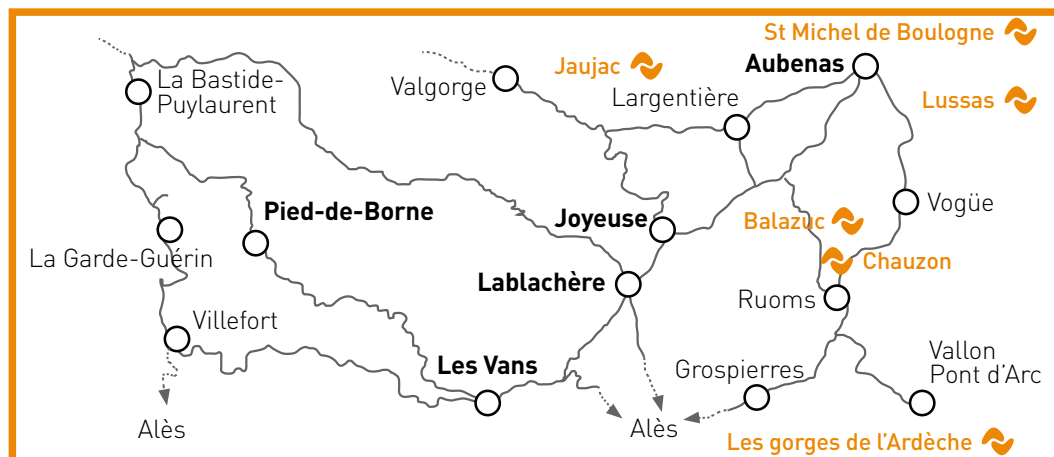 St Michel de Boulogne
Aubenas
Jaujac
La Bastide-
Puylaurent
Valgorge
Largentière
Lussas
Pied-de-Borne
Joyeuse
Balazuc
Vogüe
La Garde-Guérin
Chauzon
Lablachère
Ruoms
Villefort
Les Vans
Grospierres
Vallon
Pont d'Arc
Alès
Alès
Les gorges de l'Ardèche